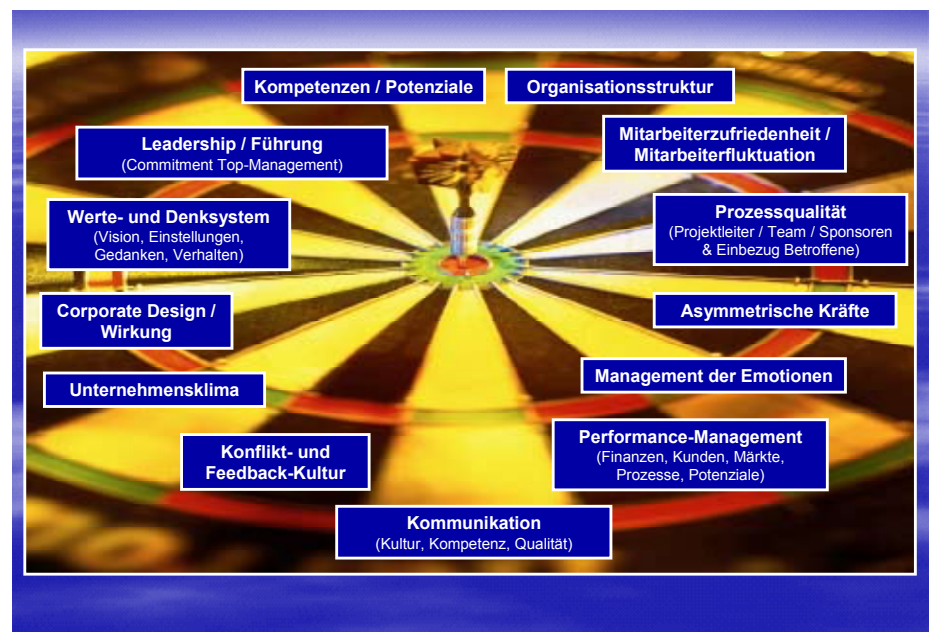 Kompetenzen / Potenziale
Organisationsstruktur
Leadership / Führung
(Commitment Top-Management)
Mitarbeiterzufriedenheit /
Mitarbeiterfluktuation
Werte- und Denksystem
(Vision, Einstellungen,
Gedanken, Verhalten)
Prozessqualität
(Projektleiter / Team / Sponsoren
& Einbezug Betroffene)
Corporate Design /
Wirkung
Asymmetrische Kräfte
Unternehmensklima
Management der Emotionen
Konflikt- und
Feedback-Kultur
Performance-Management
(Finanzen, Kunden, Märkte,
Prozesse, Potenziale)
Kommunikation
(Kultur, Kompetenz, Qualität)